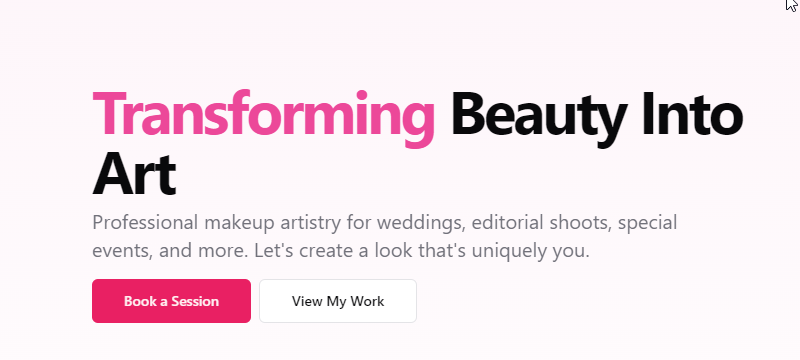 Transforming Beauty Into
Art
Professional makeup artistry for weddings, editorial shoots, special
events, and more. Let's create a look that's uniquely you.
Book a Session View My Work